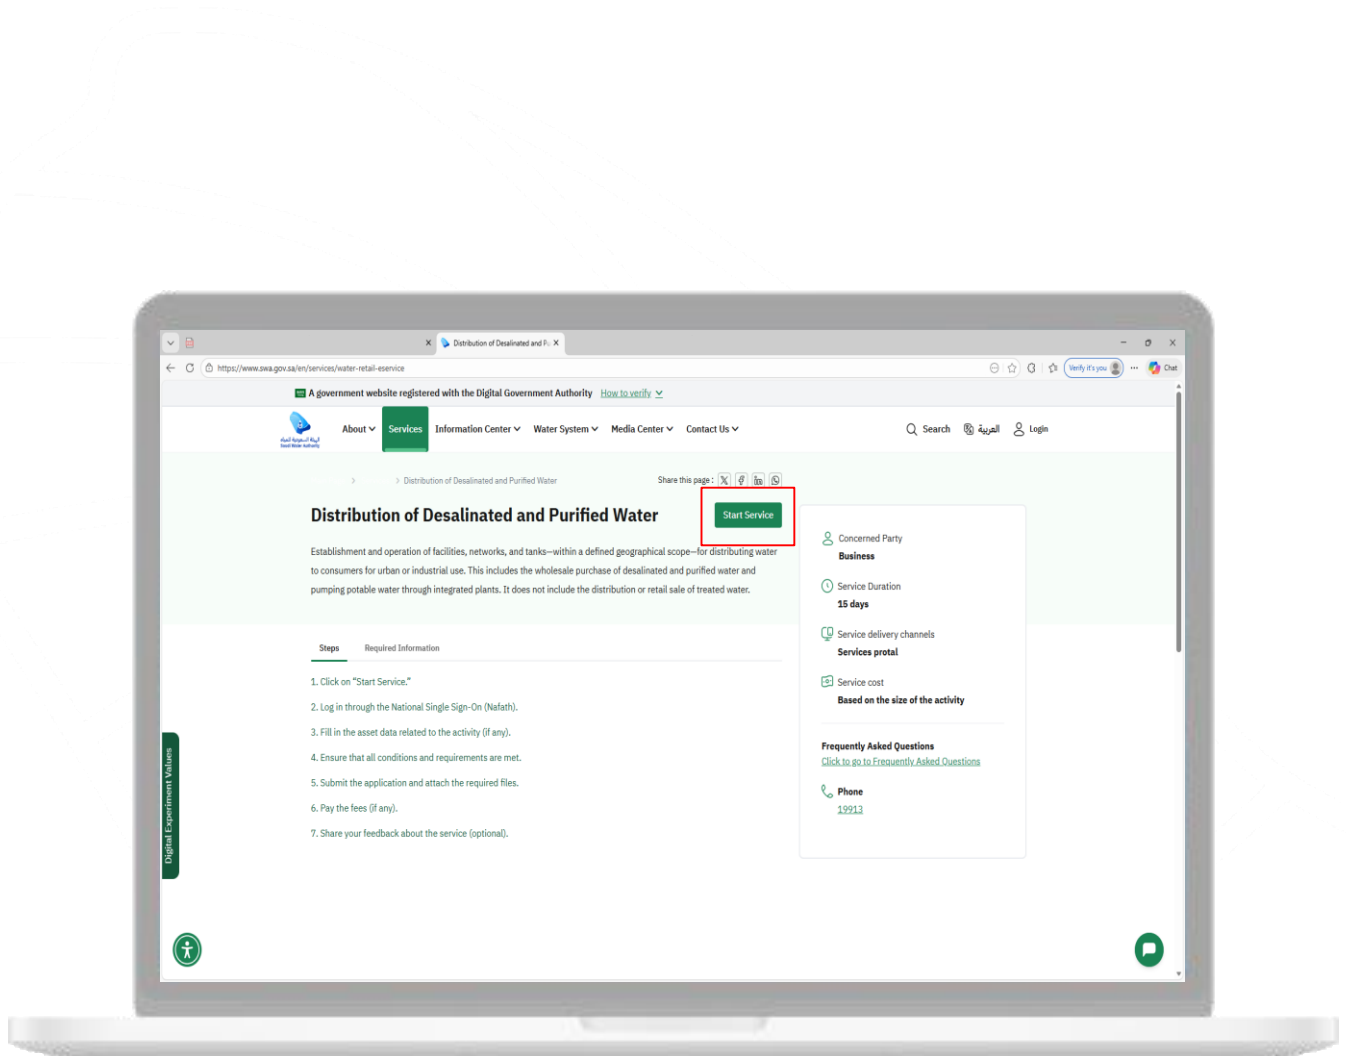 Distribution of Desalinated and Pu
https://www.swa.gov.sa/en/services/water-retail-eservice
Verify it's you
Chat
A government website registered with the Digital Government Authority How to verify
About Services Information Center Water System Media Center Contact Us
Search العربية Login
Distribution of Desalinated and Purified Water
Share this page :
Distribution of Desalinated and Purified Water
Start Service
Establishment and operation of facilities, networks, and tanks—within a defined geographical scope—for distributing water
to consumers for urban or industrial use. This includes the wholesale purchase of desalinated and purified water and
pumping potable water through integrated plants. It does not include the distribution or retail sale of treated water.
Steps Required Information
1. Click on "Start Service."
2. Log in through the National Single Sign-On (Nafath).
3. Fill in the asset data related to the activity (if any).
4. Ensure that all conditions and requirements are met.
5. Submit the application and attach the required files.
6. Pay the fees (if any).
7. Share your feedback about the service (optional).
Concerned Party
Business
Service Duration
15 days
Service delivery channels
Services protal
Service cost
Based on the size of the activity
Frequently Asked Questions
Click to go to Frequently Asked Questions
Phone
19913
Digital Experiment Values